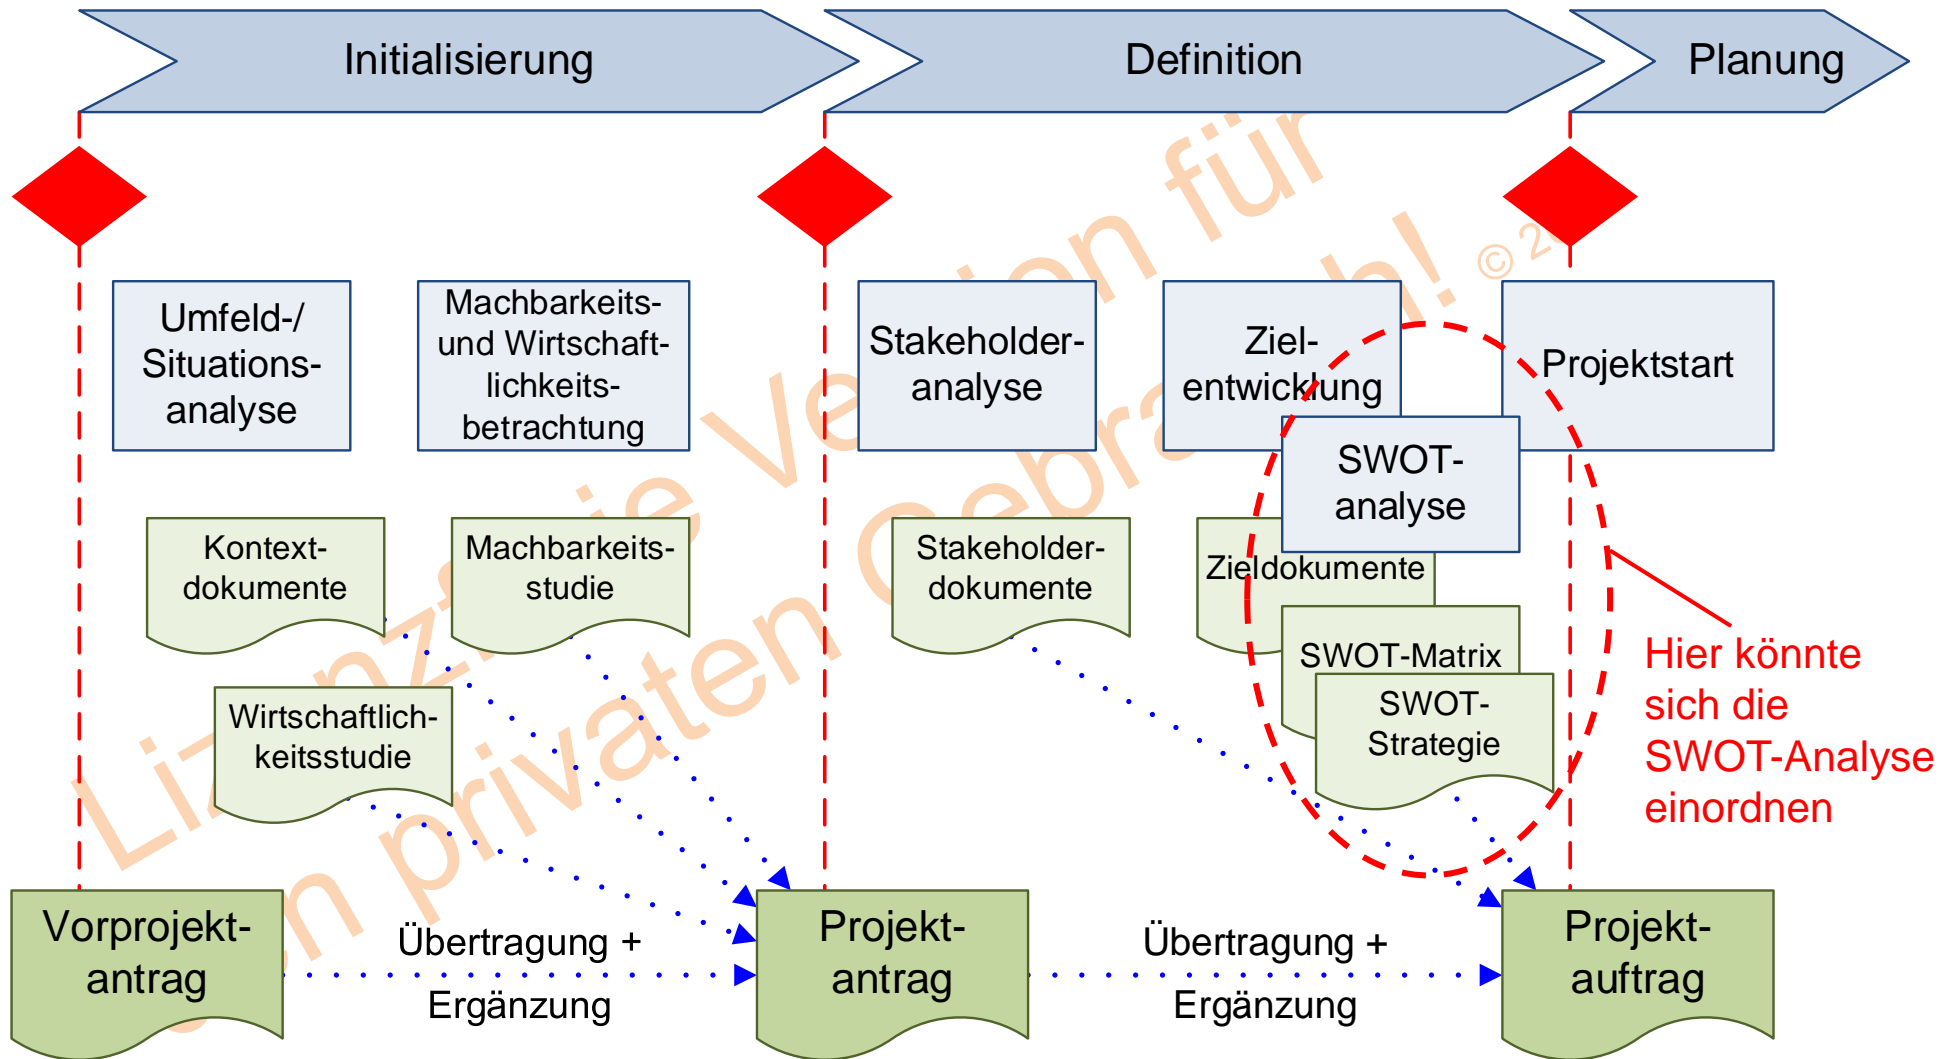 Initialisierung
Definition
Planung
Umfeld-/
Situations-
analyse
Machbarkeits-
und Wirtschaft-
lichkeits-
betrachtung
Stakeholder-
analyse
Ziel-
entwicklung
Projektstart
SWOT-
analyse
Kontext-
dokumente
Machbarkeits-
studie
Stakeholder-
dokumente
Zieldokumente
Wirtschaftlich-
keitsstudie
SWOT-Matrix
SWOT-
Strategie
Hier könnte
sich die
SWOT-Analyse
einordnen
Vorprojekt-
antrag
Übertragung +
Ergänzung
Projekt-
antrag
Übertragung +
Ergänzung
Projekt-
auftrag
für
privaten
©